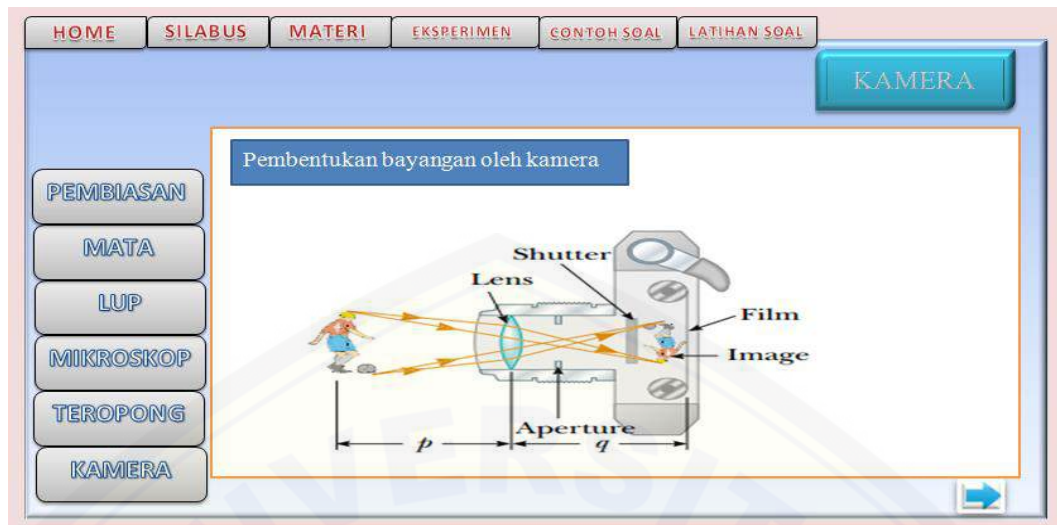 HOME
SILABUS
MATERI
EKSPERIMEN
CONTOH SOAL
LATIHAN SOAL
KAMERA
Pembentukan bayangan oleh kamera
PEMBIASAN
MATA
LUP
MIKROSKOP
TEROPONG
KAMERA
Shutter
Lens
Film
Image
Aperture
p
q